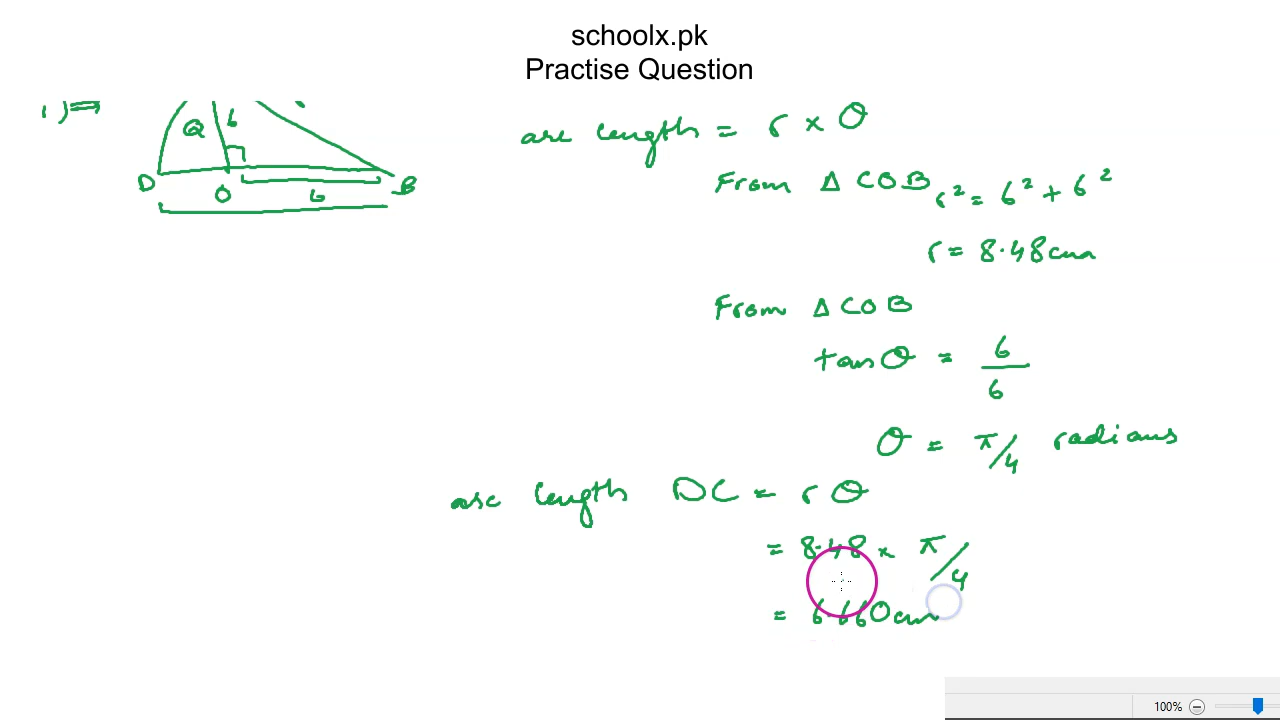 schoolx.pk
Practise Question
1) ⇒
Q 6
D O 6 B
arc length = r × θ
From Δ COB r² = 6² + 6²
r = 8.48cm
From Δ COB
tanθ = 6/6
θ = π/4 radians
arc length DC = r θ
= 8.48 × π/4
= 6.660cm
100%